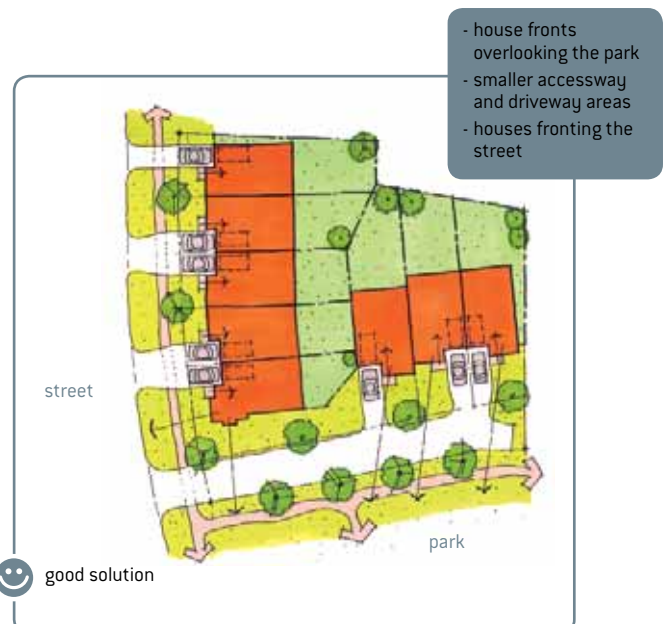 - house fronts
overlooking the park
- smaller accessway
and driveway areas
- houses fronting the
street
street
park
good solution